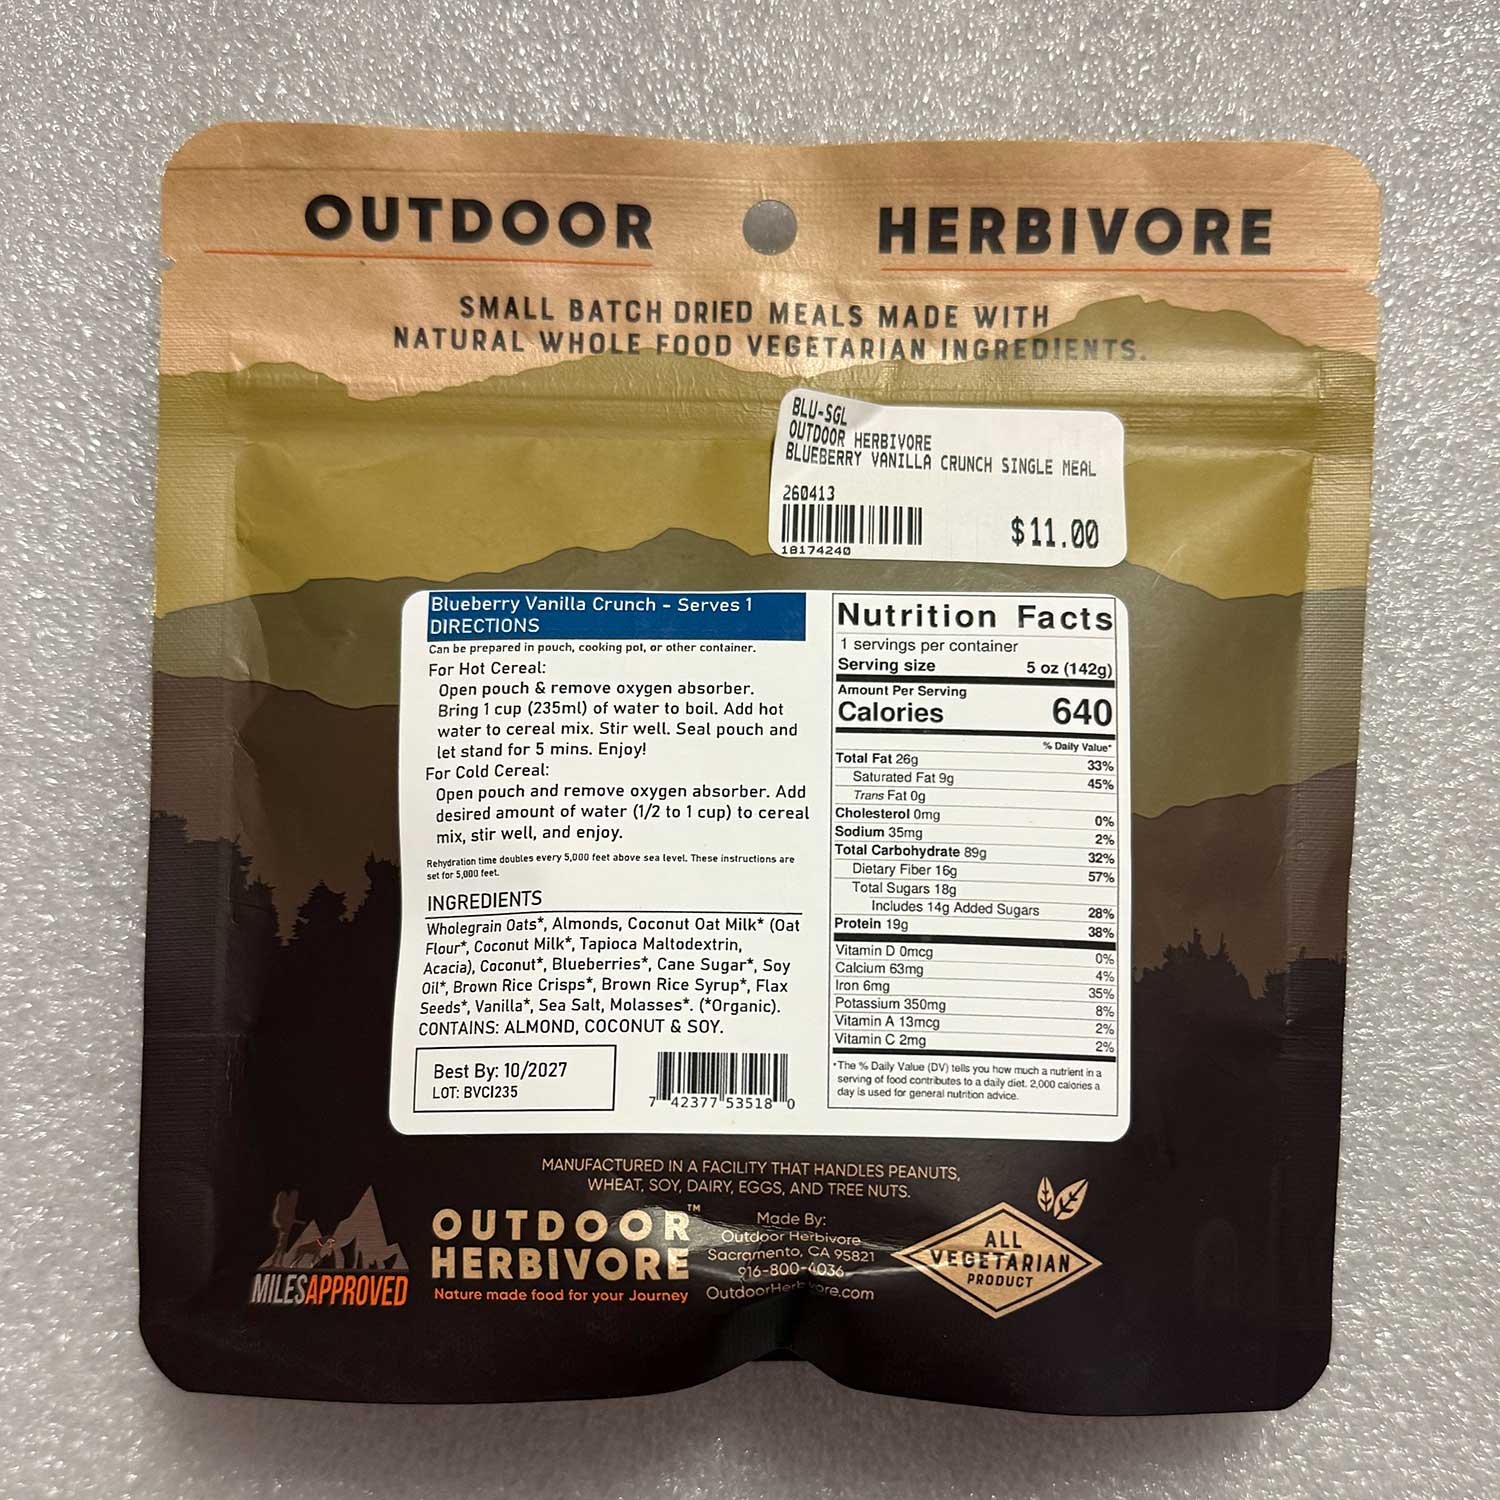 OUTDOOR HERBIVORE
SMALL BATCH DRIED MEALS MADE WITH
NATURAL WHOLE FOOD VEGETARIAN INGREDIENTS.
BLU-SGL
OUTDOOR HERBIVORE
BLUEBERRY VANILLA CRUNCH SINGLE MEAL
260413
18174240
$11.00
Blueberry Vanilla Crunch - Serves 1
DIRECTIONS
Can be prepared in pouch, cooking pot, or other container.
For Hot Cereal:
Open pouch & remove oxygen absorber.
Bring 1 cup (235ml) of water to boil. Add hot
water to cereal mix. Stir well. Seal pouch and
let stand for 5 mins. Enjoy!
For Cold Cereal:
Open pouch and remove oxygen absorber. Add
desired amount of water (1/2 to 1 cup) to cereal
mix, stir well, and enjoy.
Rehydration time doubles every 5,000 feet above sea level. These instructions are
set for 5,000 feet.
INGREDIENTS
Wholegrain Oats*, Almonds, Coconut Oat Milk* (Oat
Flour*, Coconut Milk*, Tapioca Maltodextrin,
Acacia), Coconut*, Blueberries*, Cane Sugar*, Soy
Oil*, Brown Rice Crisps*, Brown Rice Syrup*, Flax
Seeds*, Vanilla*, Sea Salt, Molasses*. (*Organic).
CONTAINS: ALMOND, COCONUT & SOY.
Best By: 10/2027
LOT: BVCI235
7 42377 53518 0
Nutrition Facts
1 servings per container
Serving size 5 oz (142g)
Amount Per Serving
Calories 640
% Daily Value*
Total Fat 26g 33%
Saturated Fat 9g 45%
Trans Fat 0g
Cholesterol 0mg 0%
Sodium 35mg 2%
Total Carbohydrate 89g 32%
Dietary Fiber 16g 57%
Total Sugars 18g
Includes 14g Added Sugars 28%
Protein 19g 38%
Vitamin D 0mcg 0%
Calcium 63mg 4%
Iron 6mg 35%
Potassium 350mg 8%
Vitamin A 13mcg 2%
Vitamin C 2mg 2%
*The % Daily Value (DV) tells you how much a nutrient in a
serving of food contributes to a daily diet. 2,000 calories a
day is used for general nutrition advice.
MANUFACTURED IN A FACILITY THAT HANDLES PEANUTS,
WHEAT, SOY, DAIRY, EGGS, AND TREE NUTS.
MILESAPPROVED
OUTDOOR™
HERBIVORE
Nature made food for your Journey
Made By:
Outdoor Herbivore
Sacramento, CA 95821
916-800-4036
OutdoorHerbivore.com
ALL
VEGETARIAN
PRODUCT